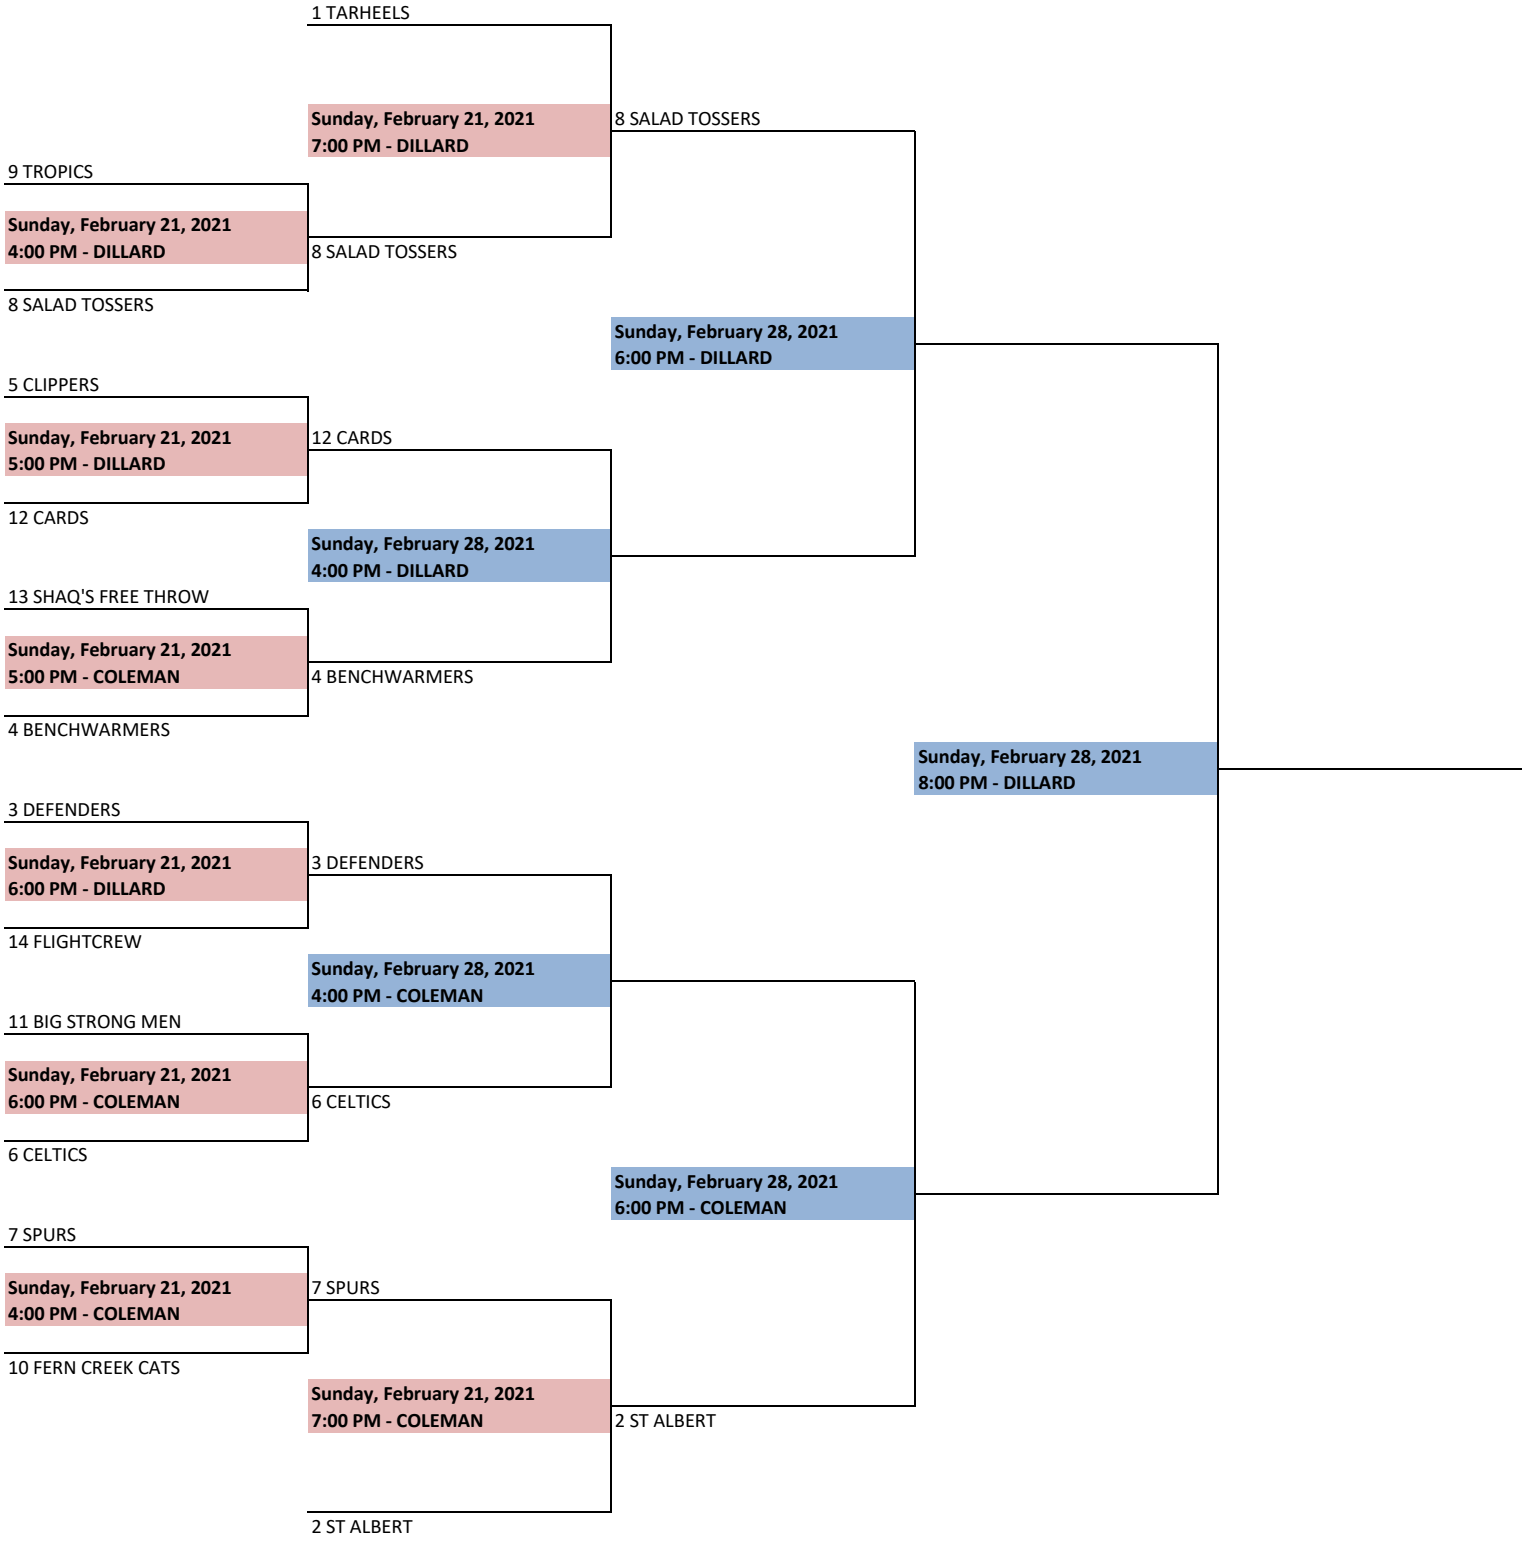 1 TARHEELS
Sunday, February 21, 2021
7:00 PM - DILLARD
8 SALAD TOSSERS
9 TROPICS
Sunday, February 21, 2021
4:00 PM - DILLARD
8 SALAD TOSSERS
8 SALAD TOSSERS
Sunday, February 28, 2021
6:00 PM - DILLARD
5 CLIPPERS
Sunday, February 21, 2021
5:00 PM - DILLARD
12 CARDS
12 CARDS
Sunday, February 28, 2021
4:00 PM - DILLARD
13 SHAQ'S FREE THROW
Sunday, February 21, 2021
5:00 PM - COLEMAN
4 BENCHWARMERS
4 BENCHWARMERS
Sunday, February 28, 2021
8:00 PM - DILLARD
3 DEFENDERS
Sunday, February 21, 2021
6:00 PM - DILLARD
3 DEFENDERS
14 FLIGHTCREW
Sunday, February 28, 2021
4:00 PM - COLEMAN
11 BIG STRONG MEN
Sunday, February 21, 2021
6:00 PM - COLEMAN
6 CELTICS
6 CELTICS
Sunday, February 28, 2021
6:00 PM - COLEMAN
7 SPURS
Sunday, February 21, 2021
4:00 PM - COLEMAN
7 SPURS
10 FERN CREEK CATS
Sunday, February 21, 2021
7:00 PM - COLEMAN
2 ST ALBERT
2 ST ALBERT